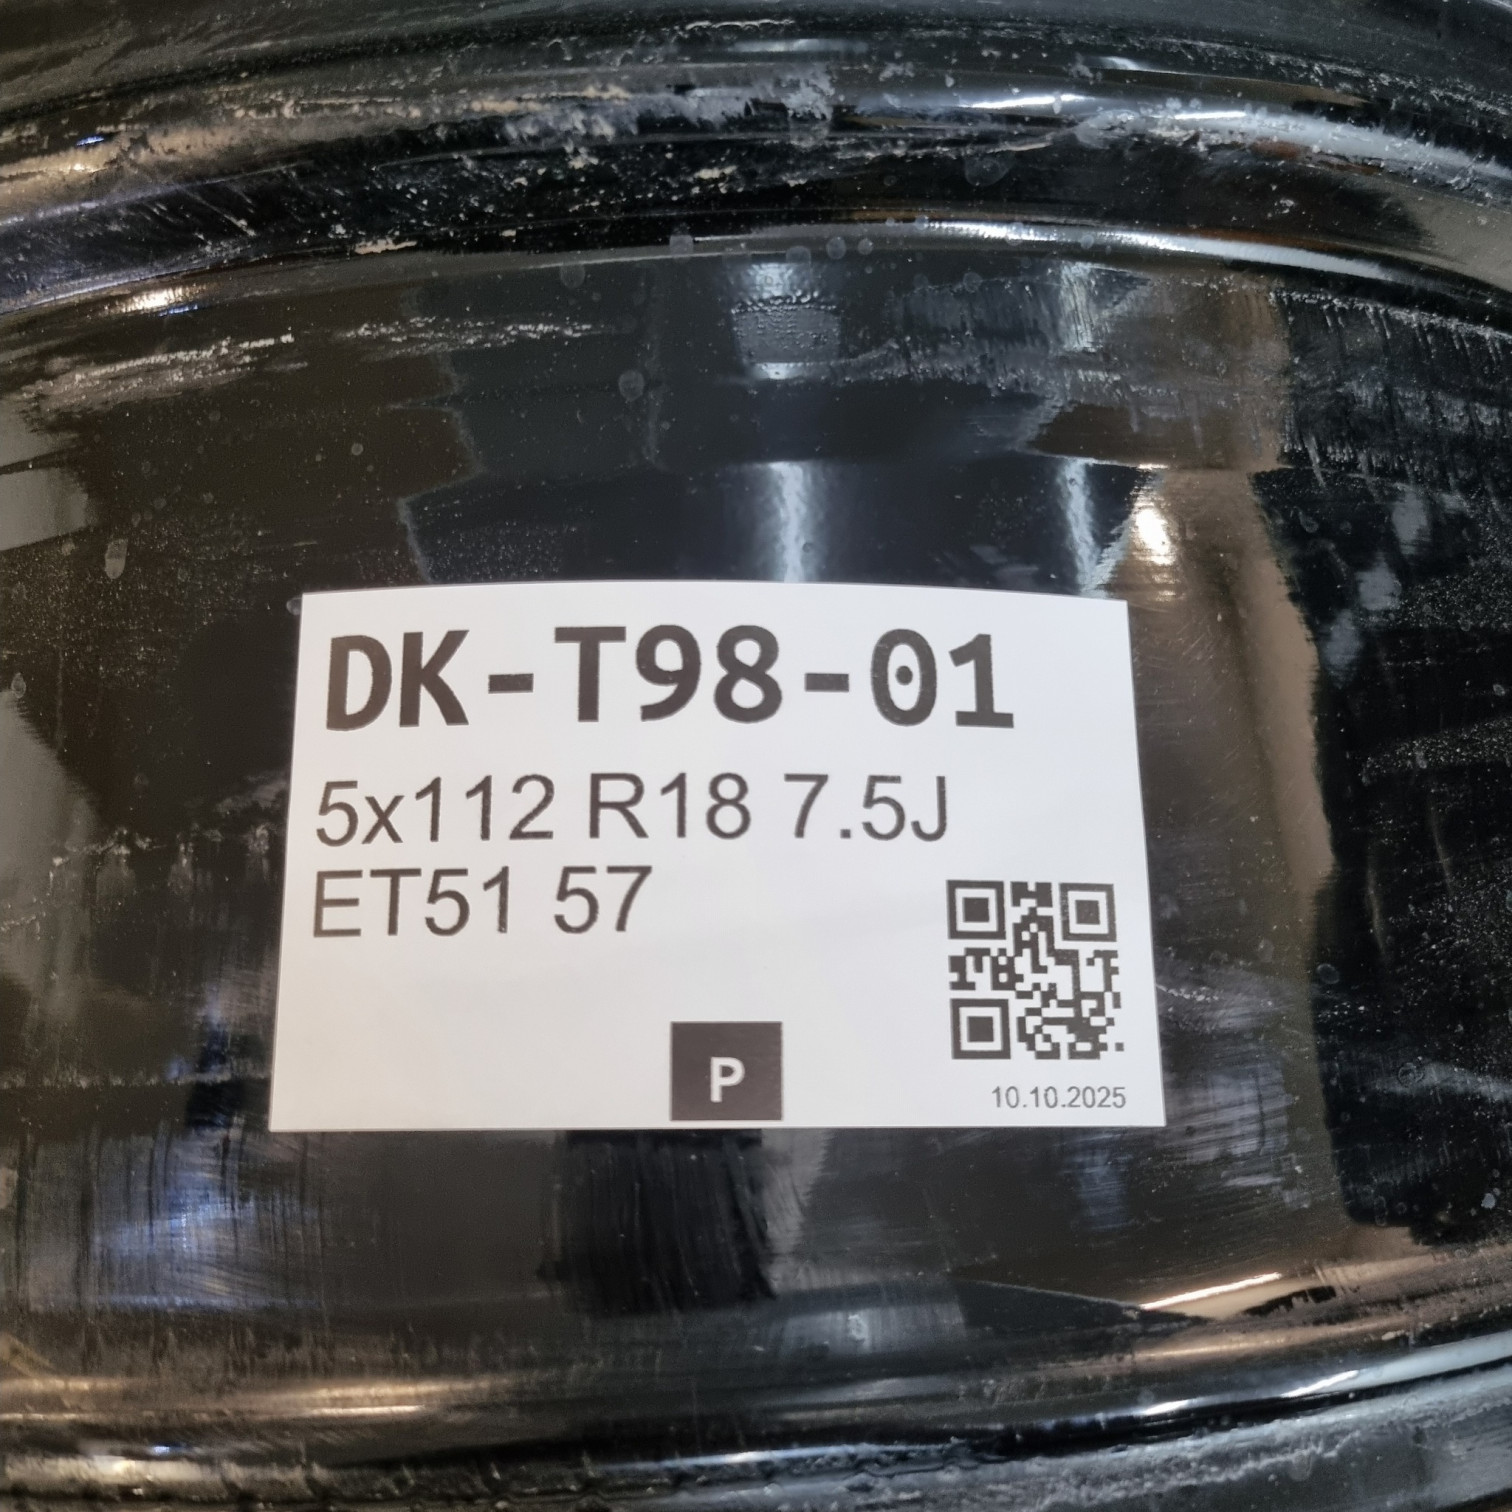 DK-T98-01
5x112 R18 7.5J
ET51 57
P
10.10.2025